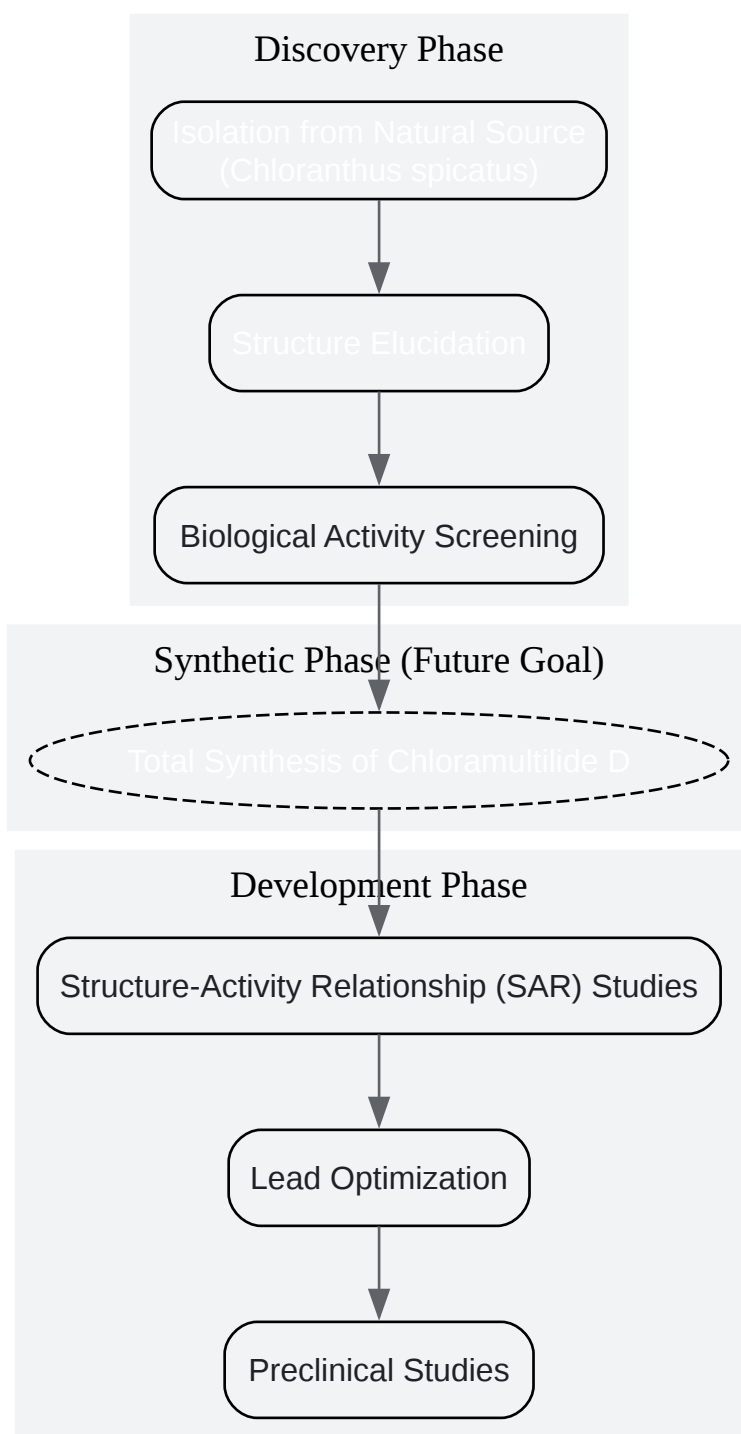 Discovery Phase
Isolation from Natural Source
(Chloranthus spicatus)
Structure Elucidation
Biological Activity Screening
Synthetic Phase (Future Goal)
Total Synthesis of Chloramultilide D
Development Phase
Structure-Activity Relationship (SAR) Studies
Lead Optimization
Preclinical Studies